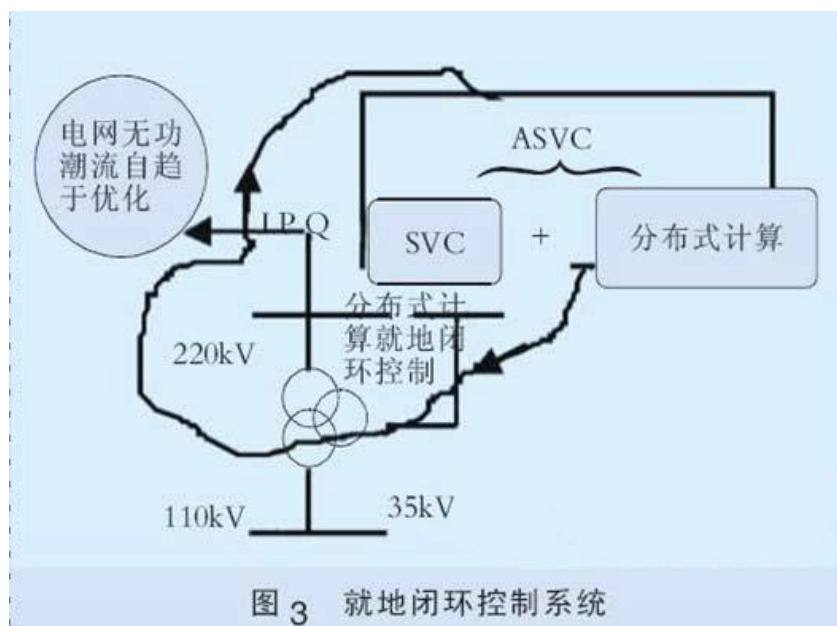 电网无功
潮流自趋
于优化
ASVC
I P Q
SVC
+
分布式计算
分布式计
算就地闭
环控制
220kV
110kV
35kV
图 3 就地闭环控制系统